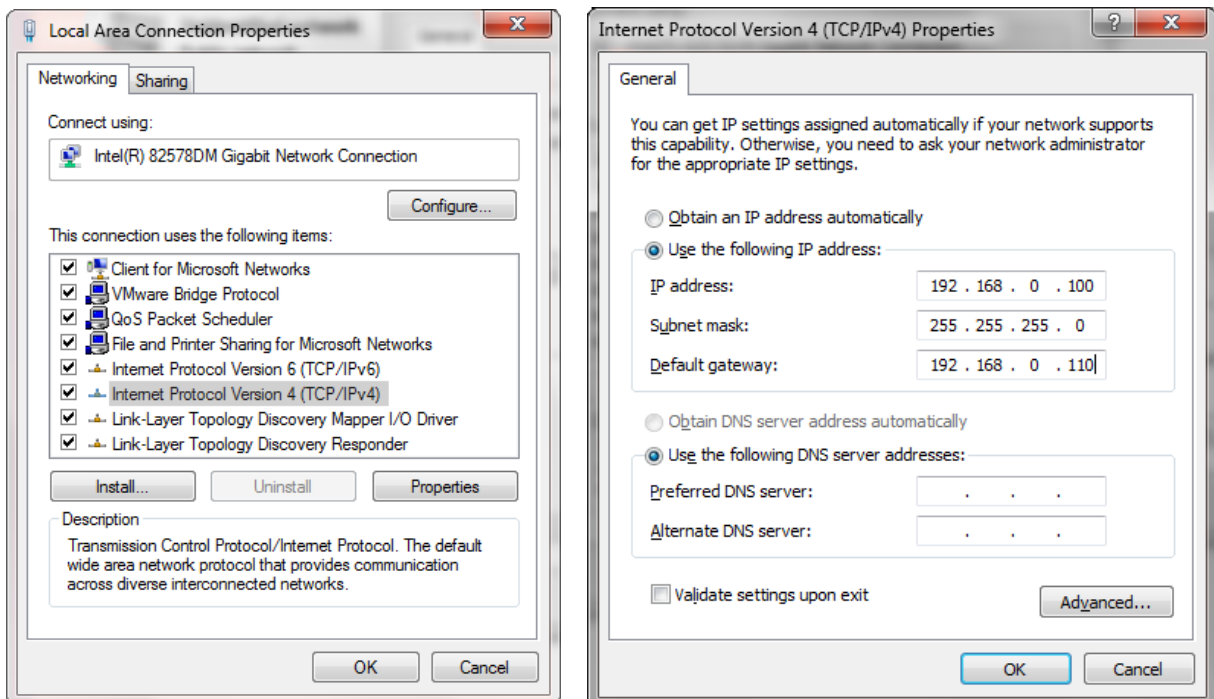 Local Area Connection Properties
Networking
Sharing
Connect using:
Intel(R) 82578DM Gigabit Network Connection
Configure...
This connection uses the following items:
Client for Microsoft Networks
VMware Bridge Protocol
QoS Packet Scheduler
File and Printer Sharing for Microsoft Networks
Internet Protocol Version 6 (TCP/IPv6)
Internet Protocol Version 4 (TCP/IPv4)
Link-Layer Topology Discovery Mapper I/O Driver
Link-Layer Topology Discovery Responder
Install...
Uninstall
Properties
Description
Transmission Control Protocol/Internet Protocol. The default
wide area network protocol that provides communication
across diverse interconnected networks.
OK
Cancel
Internet Protocol Version 4 (TCP/IPv4) Properties
General
You can get IP settings assigned automatically if your network supports
this capability. Otherwise, you need to ask your network administrator
for the appropriate IP settings.
Obtain an IP address automatically
Use the following IP address:
IP address: 192 . 168 . 0 . 100
Subnet mask: 255 . 255 . 255 . 0
Default gateway: 192 . 168 . 0 . 110
Obtain DNS server address automatically
Use the following DNS server addresses:
Preferred DNS server: . . .
Alternate DNS server: . . .
Validate settings upon exit
Advanced...
OK
Cancel